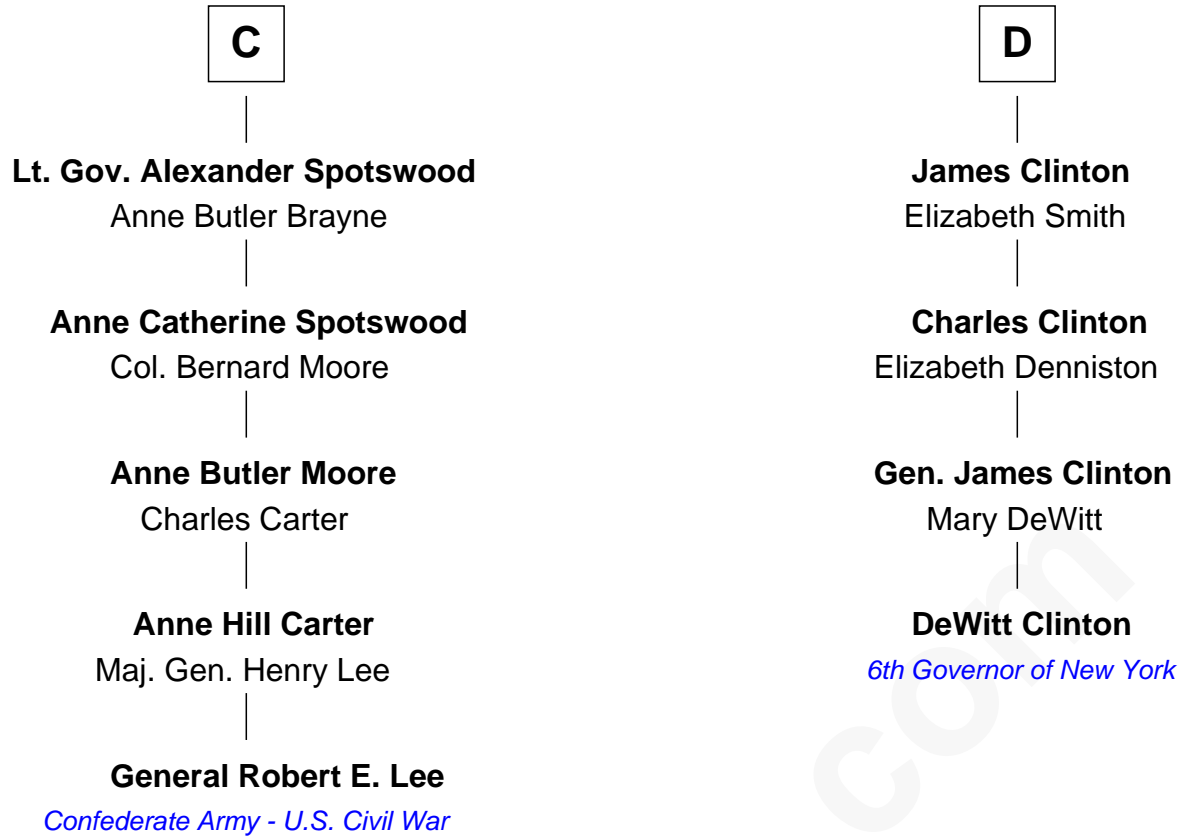 C
Lt. Gov. Alexander Spotswood
Anne Butler Brayne
Anne Catherine Spotswood
Col. Bernard Moore
Anne Butler Moore
Charles Carter
Anne Hill Carter
Maj. Gen. Henry Lee
General Robert E. Lee
Confederate Army - U.S. Civil War
D
James Clinton
Elizabeth Smith
Charles Clinton
Elizabeth Denniston
Gen. James Clinton
Mary DeWitt
DeWitt Clinton
6th Governor of New York
com